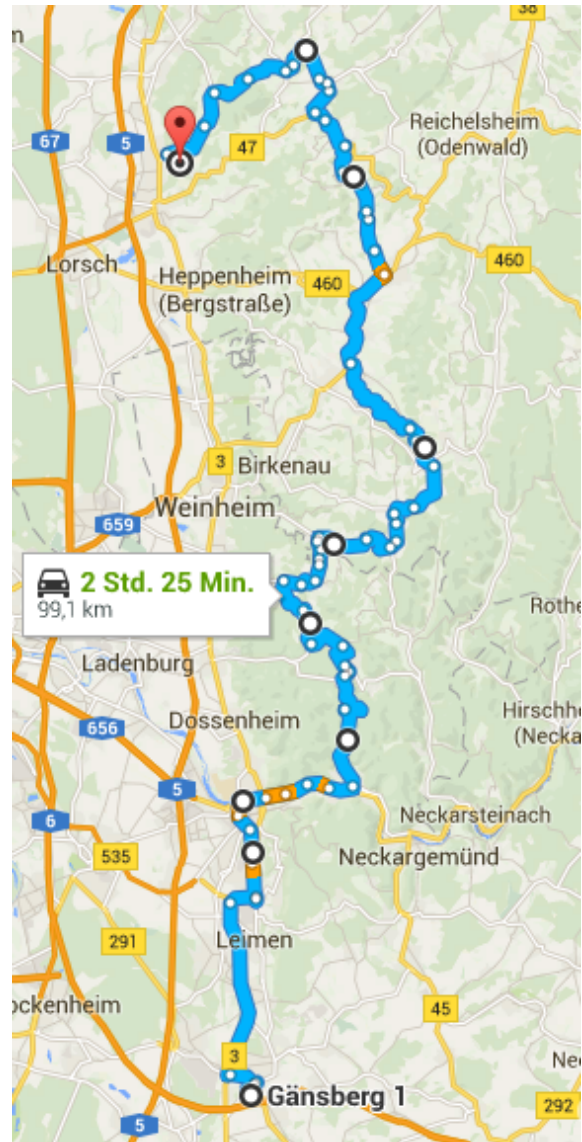 38
67
5
47
Reichelsheim
(Odenwald)
Lorsch
Heppenheim
(Bergstraße)
460
460
3
Birkenau
Weinheim
659
2 Std. 25 Min.
99,1 km
Rothe
Ladenburg
656
Dossenheim
Hirschho
(Necka
5
6
Neckarsteinach
535
Neckargemünd
291
Leimen
ockenheim
45
3
Nec
Gänsberg 1
292
5